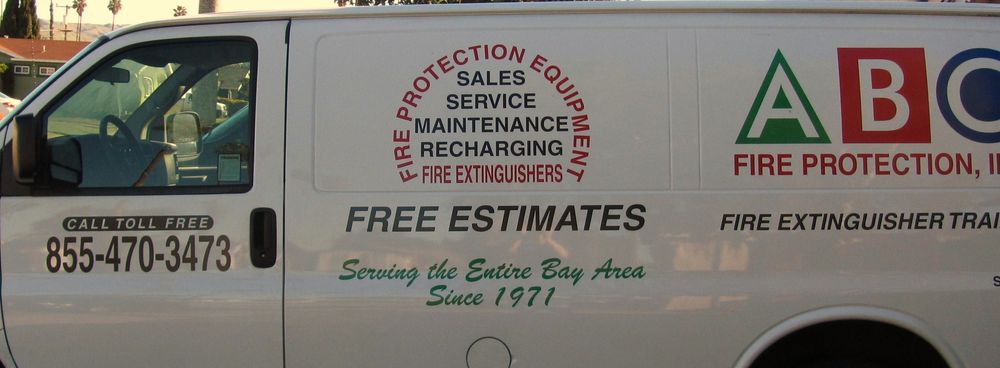 FIRE PROTECTION EQUIPMENT
SALES
SERVICE
MAINTENANCE
RECHARGING
FIRE EXTINGUISHERS
ABC
FIRE PROTECTION,
CALL TOLL FREE
855-470-3473
FREE ESTIMATES
FIRE EXTINGUISHER
Serving the Entire Bay Area
Since 1971